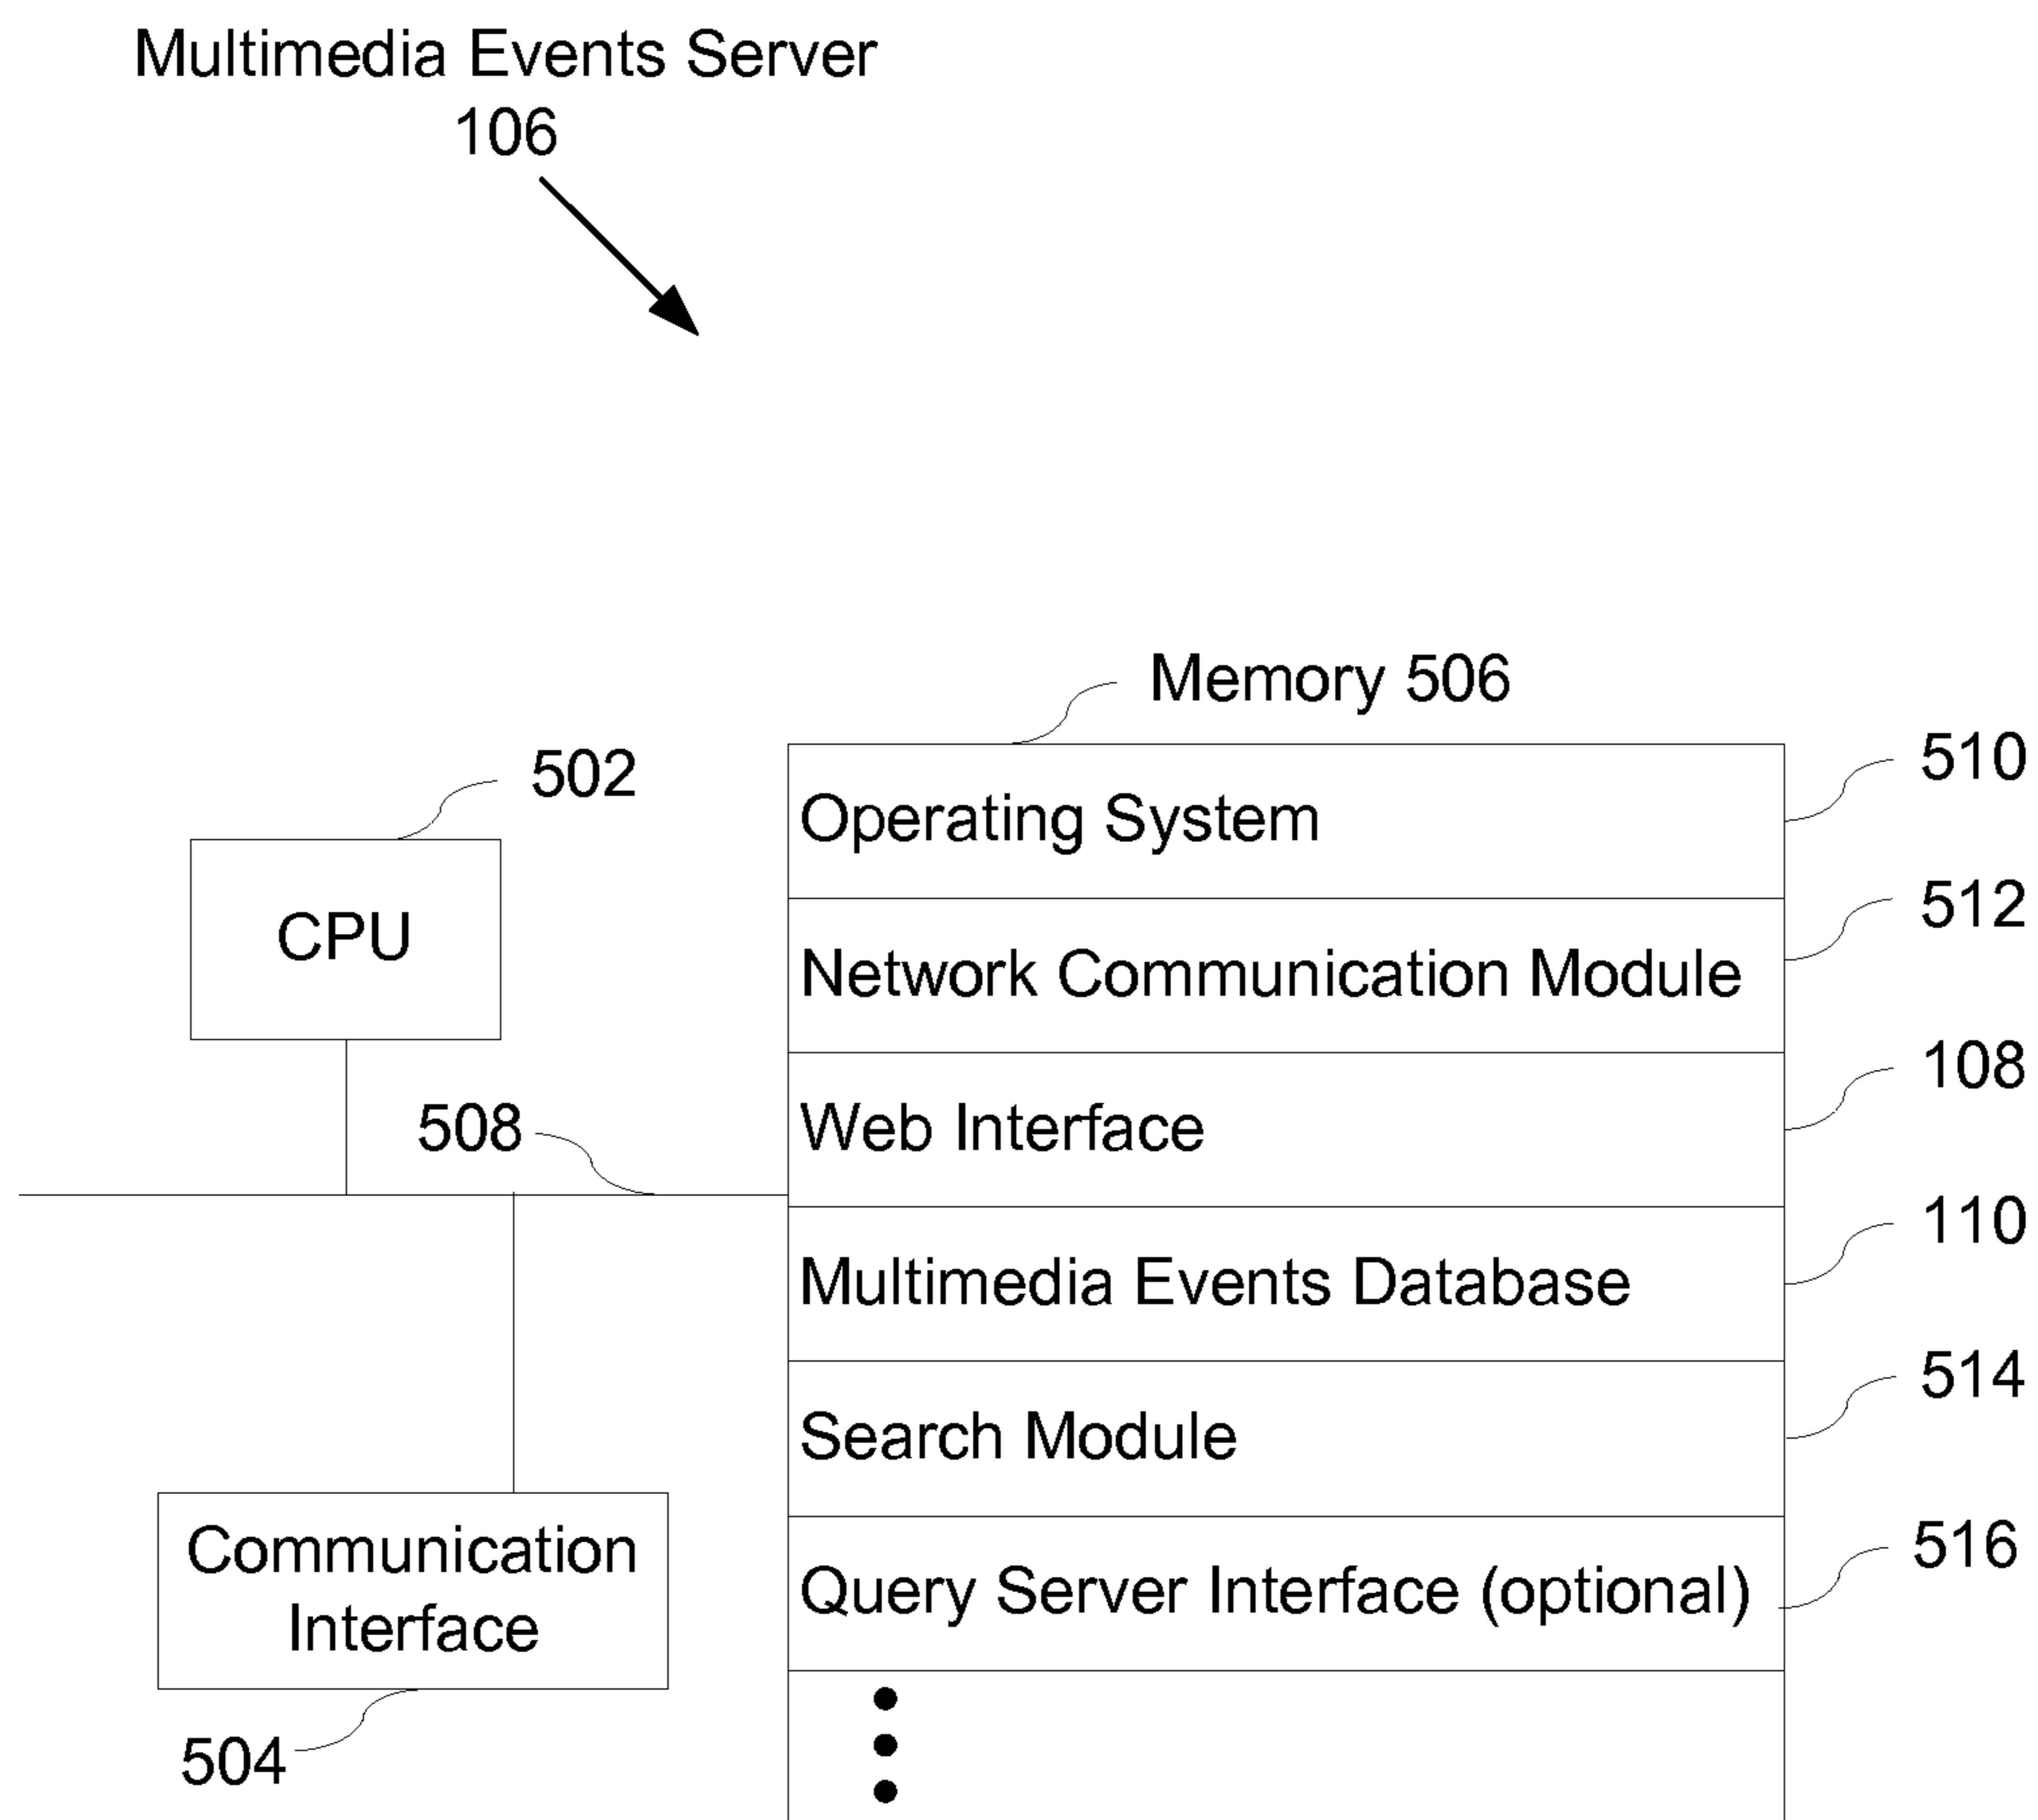 Multimedia Events Server
106
Memory 506
502
510
Operating System
CPU
512
Network Communication Module
508
108
Web Interface
110
Multimedia Events Database
514
Search Module
Communication
Interface
516
Query Server Interface (optional)
504